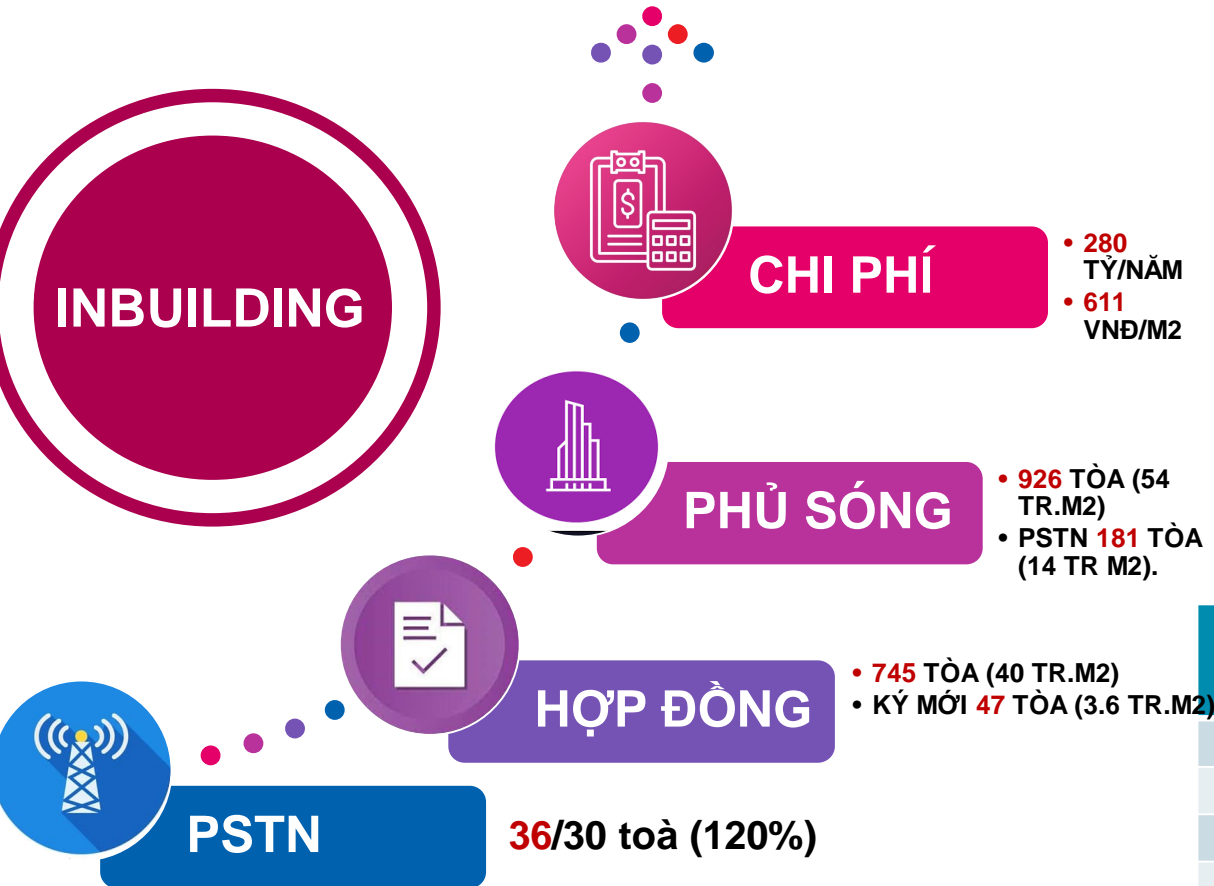 INBUILDING
CHI PHÍ
• 280
TỶ/NĂM
• 611
VNĐ/M2
PHỦ SÓNG
• 926 TÒA (54
TR.M2)
• PSTN 181 TÒA
(14 TR M2).
HỢP ĐỒNG
• 745 TÒA (40 TR.M2)
• KÝ MỚI 47 TÒA (3.6 TR.M2)
PSTN
36/30 toà (120%)